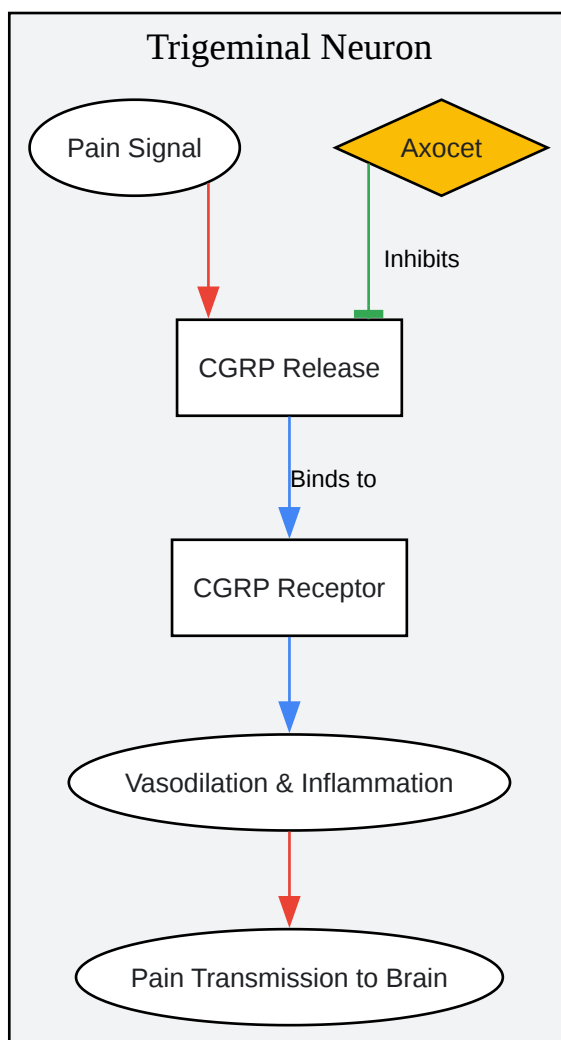 Trigeminal Neuron
Pain Signal
Axocet
Inhibits
CGRP Release
Binds to
CGRP Receptor
Vasodilation & Inflammation
Pain Transmission to Brain